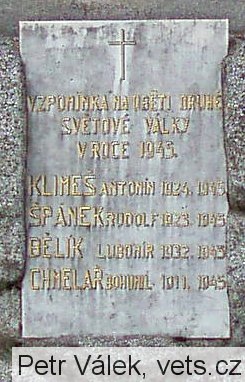 VZPOMÍNKA NA OBĚTI DRUHÉ
SVĚTOVÉ VÁLKY
V ROCE 1945.
KLIMEŠ ANTONÍN 1924. 1945
ŠPÁNEK RUDOLF 1923. 1945
BĚLÍK LUBOMÍR 1932. 1945
CHMELAŘ BOHUMIL 1911. 1945.
Petr Válek, vets.cz